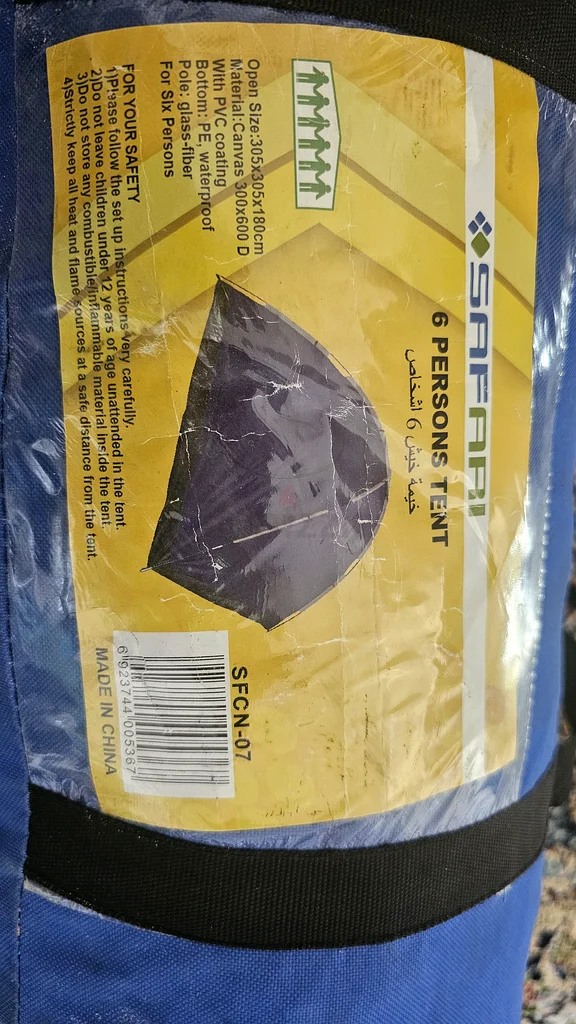 SAFARI
6 PERSONS TENT
خيمة خيش 6 اشخاص
Open Size:305x305x180cm
Material:Canvas 300x600 D
With PVC coating
Bottom: PE, waterproof
Pole: glass-fiber
For Six Persons
FOR YOUR SAFETY
1)Please follow the set up instructions very carefully.
2)Do not leave children under 12 years of age unattended in the tent.
3)Do not store any combustible/inflammable material inside the tent.
4)Strictly keep all heat and flame sources at a safe distance from the tent.
SFCN-07
6 923744 005367
MADE IN CHINA